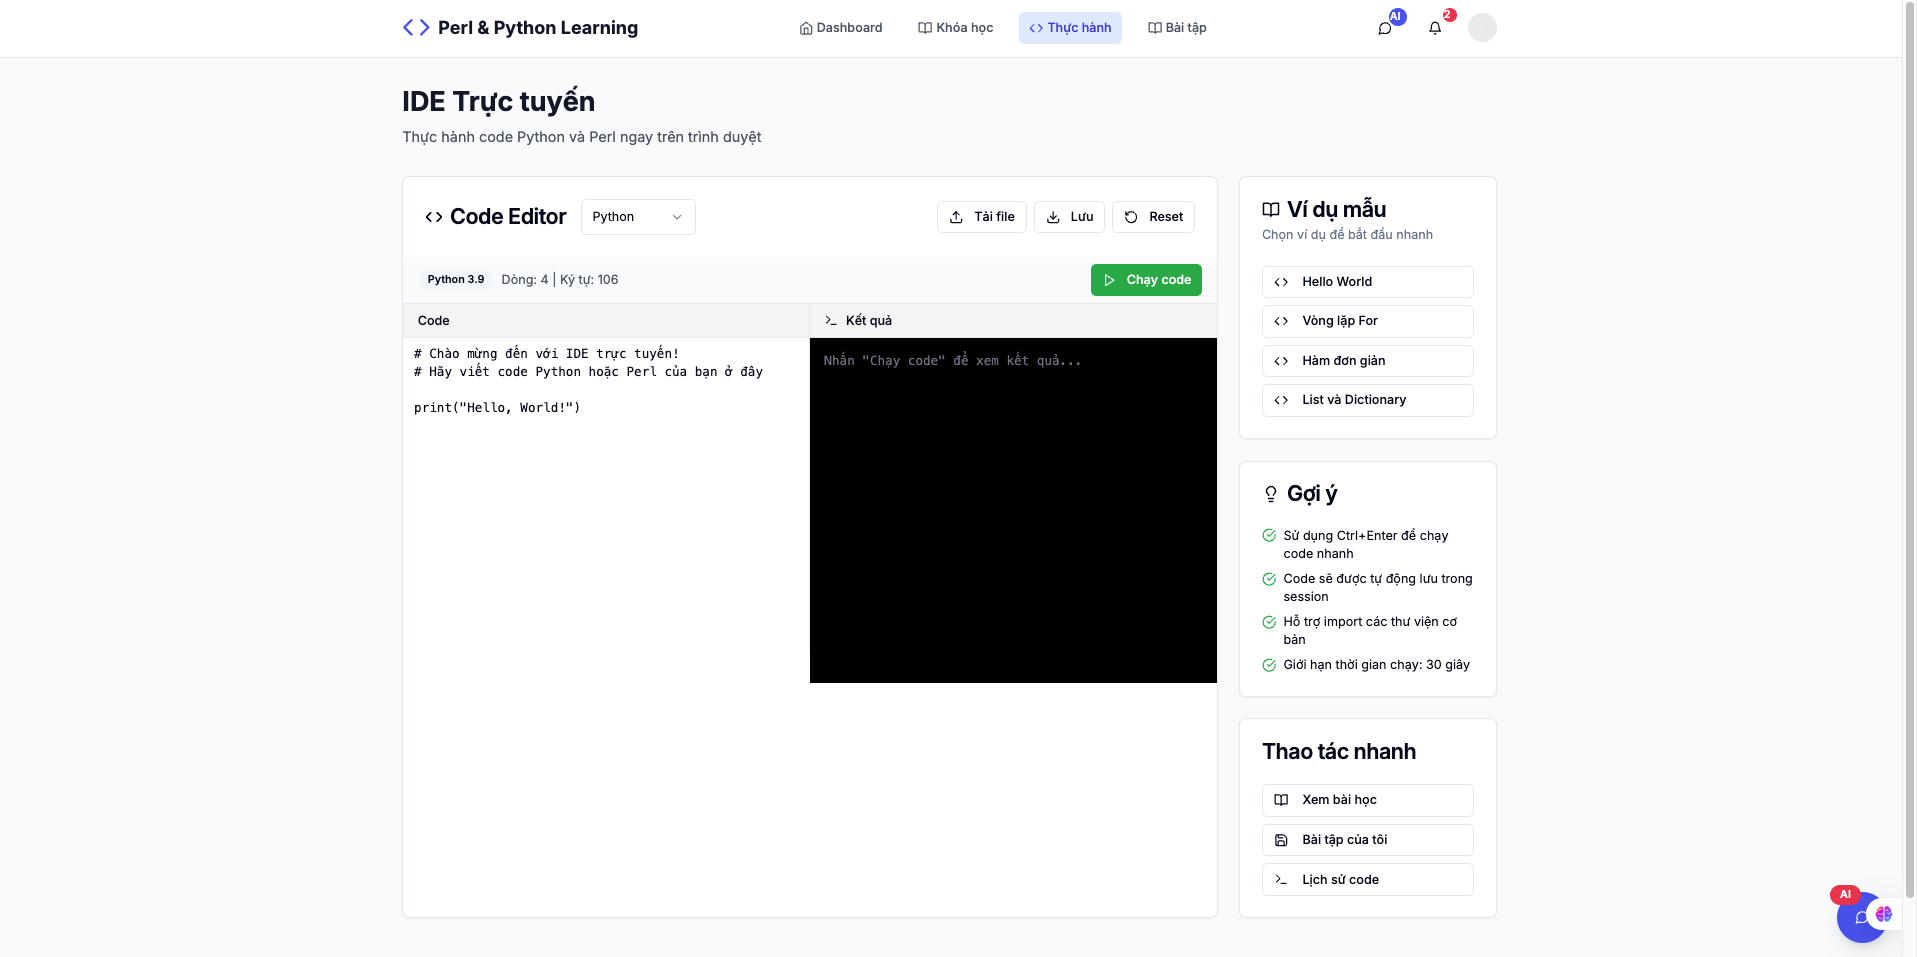 Perl & Python Learning
Dashboard
Khóa học
Thực hành
Bài tập
AI
2
IDE Trực tuyến
Thực hành code Python và Perl ngay trên trình duyệt
Code Editor
Python
Tải file
Lưu
Reset
Python 3.9
Dòng: 4 | Ký tự: 106
Chạy code
Code
Kết quả
# Chào mừng đến với IDE trực tuyến!
# Hãy viết code Python hoặc Perl của bạn ở đây
print("Hello, World!")
Nhấn "Chạy code" để xem kết quả...
Ví dụ mẫu
Chọn ví dụ để bắt đầu nhanh
Hello World
Vòng lặp For
Hàm đơn giản
List và Dictionary
Gợi ý
Sử dụng Ctrl+Enter để chạy
code nhanh
Code sẽ được tự động lưu trong
session
Hỗ trợ import các thư viện cơ
bản
Giới hạn thời gian chạy: 30 giây
Thao tác nhanh
Xem bài học
Bài tập của tôi
Lịch sử code
AI